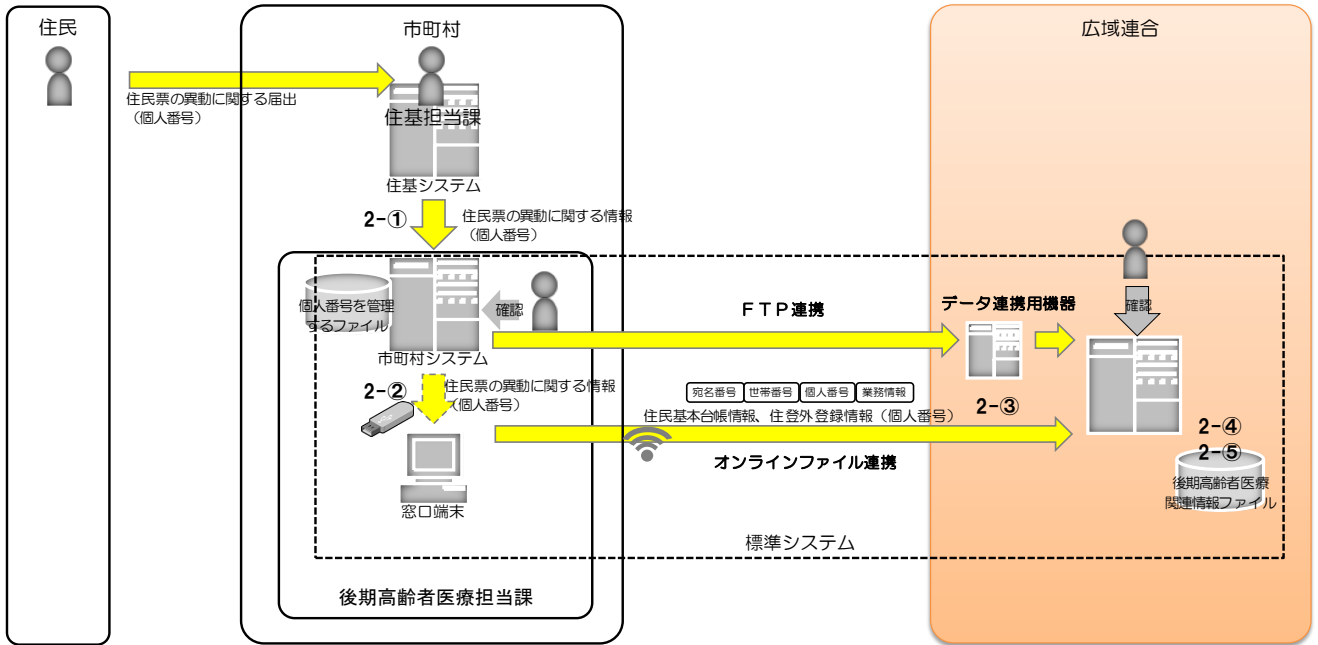 住民
市町村
広域連合
住民票の異動に関する届出
（個人番号）
住基担当課
住基システム
2-①
住民票の異動に関する情報
（個人番号）
個人番号を管理
するファイル
確認
市町村システム
ＦＴＰ連携
データ連携用機器
確認
2-②
住民票の異動に関する情報
（個人番号）
宛名番号 世帯番号 個人番号 業務情報
住民基本台帳情報、住登外登録情報（個人番号）
2-③
オンラインファイル連携
2-④
2-⑤
後期高齢者医療
関連情報ファイル
窓口端末
標準システム
後期高齢者医療担当課